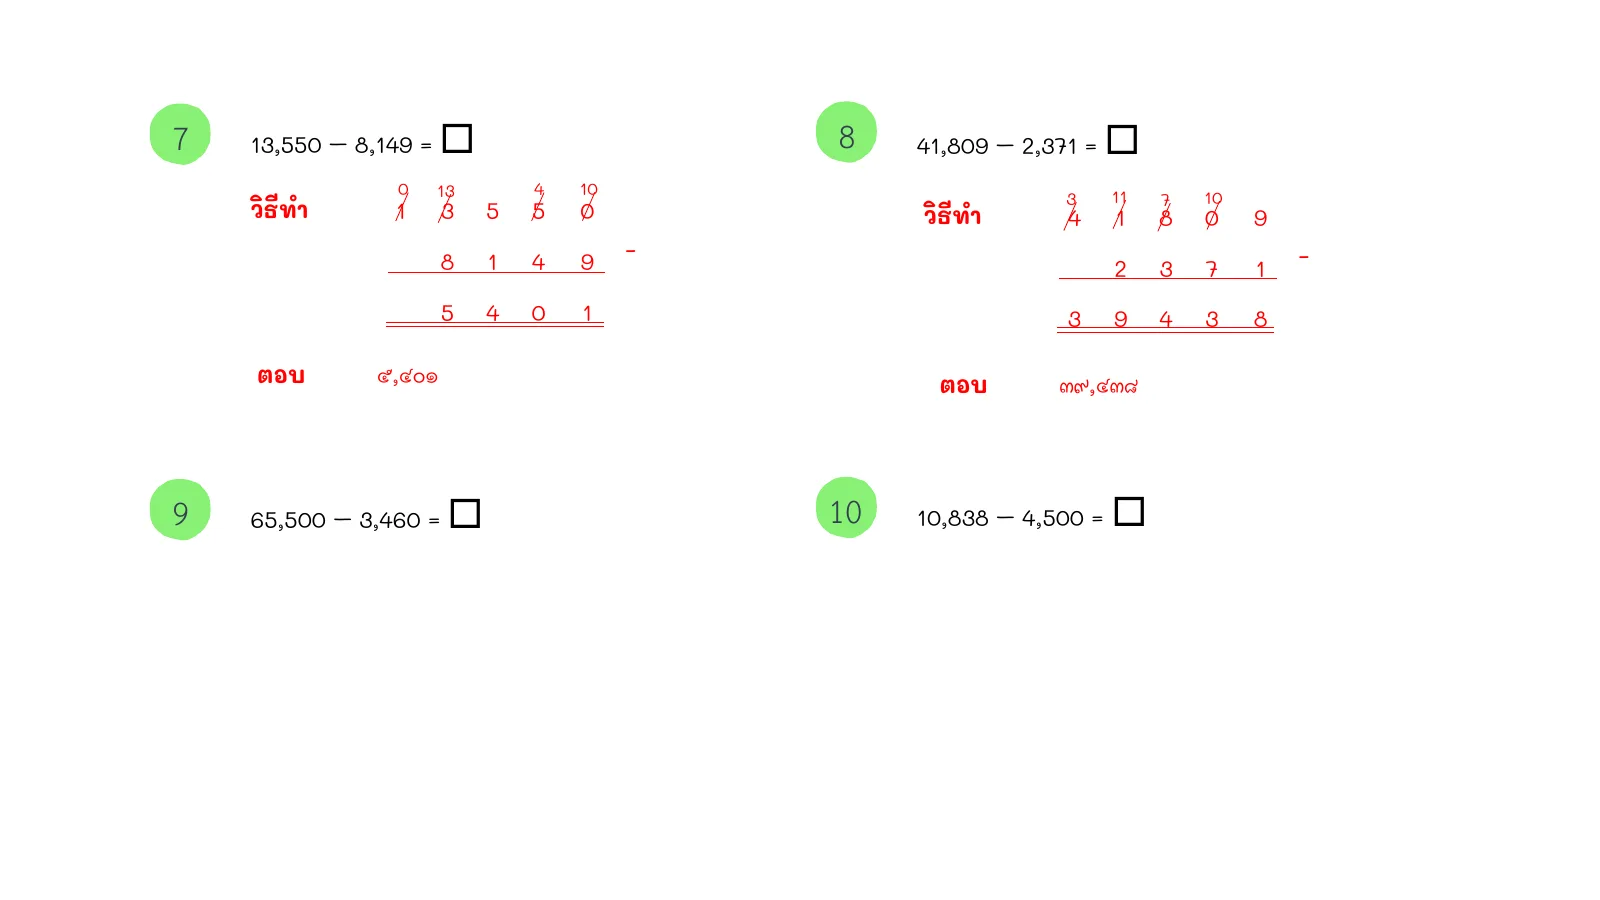 7
13,550 – 8,149 = □
0 13 4 10
วิธีทำ 1 3 5 5 0
8 1 4 9 -
5 4 0 1
ตอบ ๕,๔๐๑
8
41,809 – 2,371 = □
3 11 7 10
วิธีทำ 4 1 8 0 9
2 3 7 1 -
3 9 4 3 8
ตอบ ๓๙,๔๓๘
9
65,500 – 3,460 = □
10
10,838 – 4,500 = □